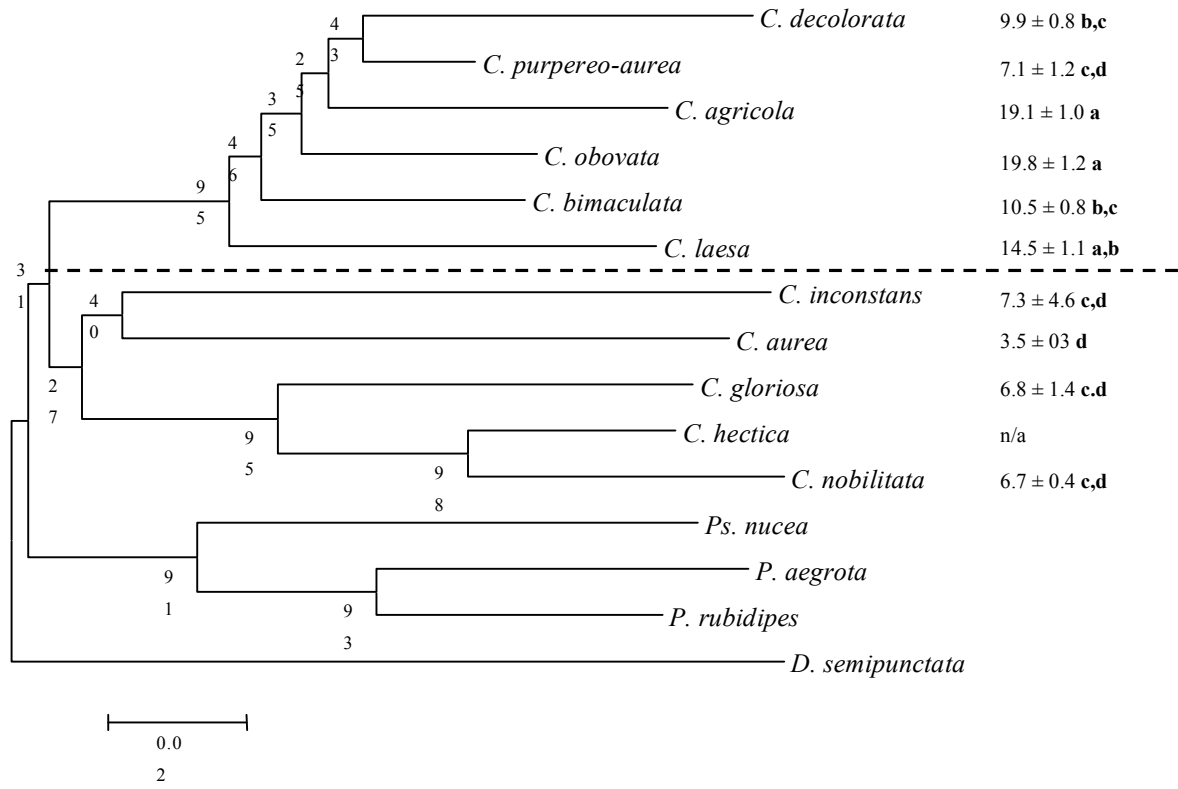 C. decolorata 9.9 ± 0.8 b,c
4
3
C. purpereo-aurea 7.1 ± 1.2 c,d
2
5
C. agricola 19.1 ± 1.0 a
3
5
C. obovata 19.8 ± 1.2 a
4
6
C. bimaculata 10.5 ± 0.8 b,c
9
5
C. laesa 14.5 ± 1.1 a,b
3
1
C. inconstans 7.3 ± 4.6 c,d
4
0
C. aurea 3.5 ± 03 d
2
7
C. gloriosa 6.8 ± 1.4 c.d
C. hectica n/a
9
5
C. nobilitata 6.7 ± 0.4 c,d
9
8
Ps. nucea
P. aegrota
9
1
P. rubidipes
9
3
D. semipunctata
0.0
2